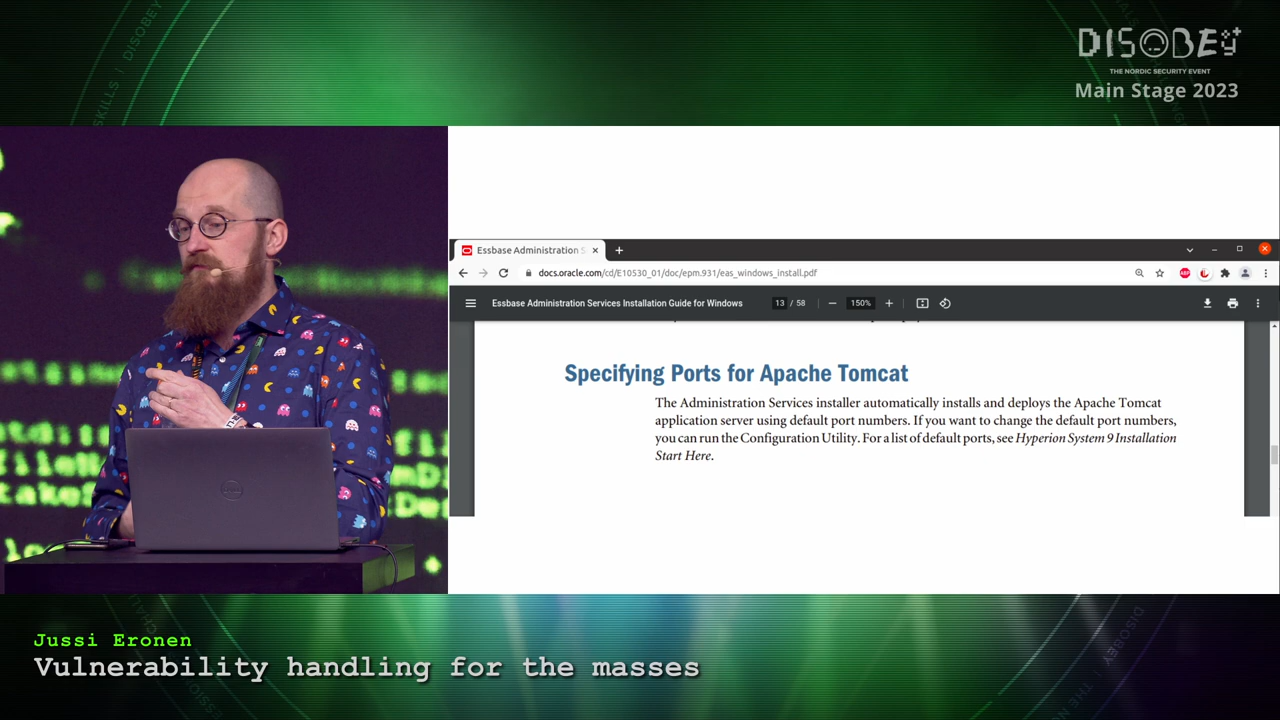 DISOBEY
THE NORDIC SECURITY EVENT
Main Stage 2023
SKILLS / DISOBEY
Essbase Administration S
docs.oracle.com/cd/E10530_01/doc/epm.931/eas_windows_install.pdf
ABP
Essbase Administration Services Installation Guide for Windows
13 / 58
150%
Specifying Ports for Apache Tomcat
The Administration Services installer automatically installs and deploys the Apache Tomcat
application server using default port numbers. If you want to change the default port numbers,
you can run the Configuration Utility. For a list of default ports, see Hyperion System 9 Installation
Start Here.
DELL
Jussi Eronen
Vulnerability handling for the masses